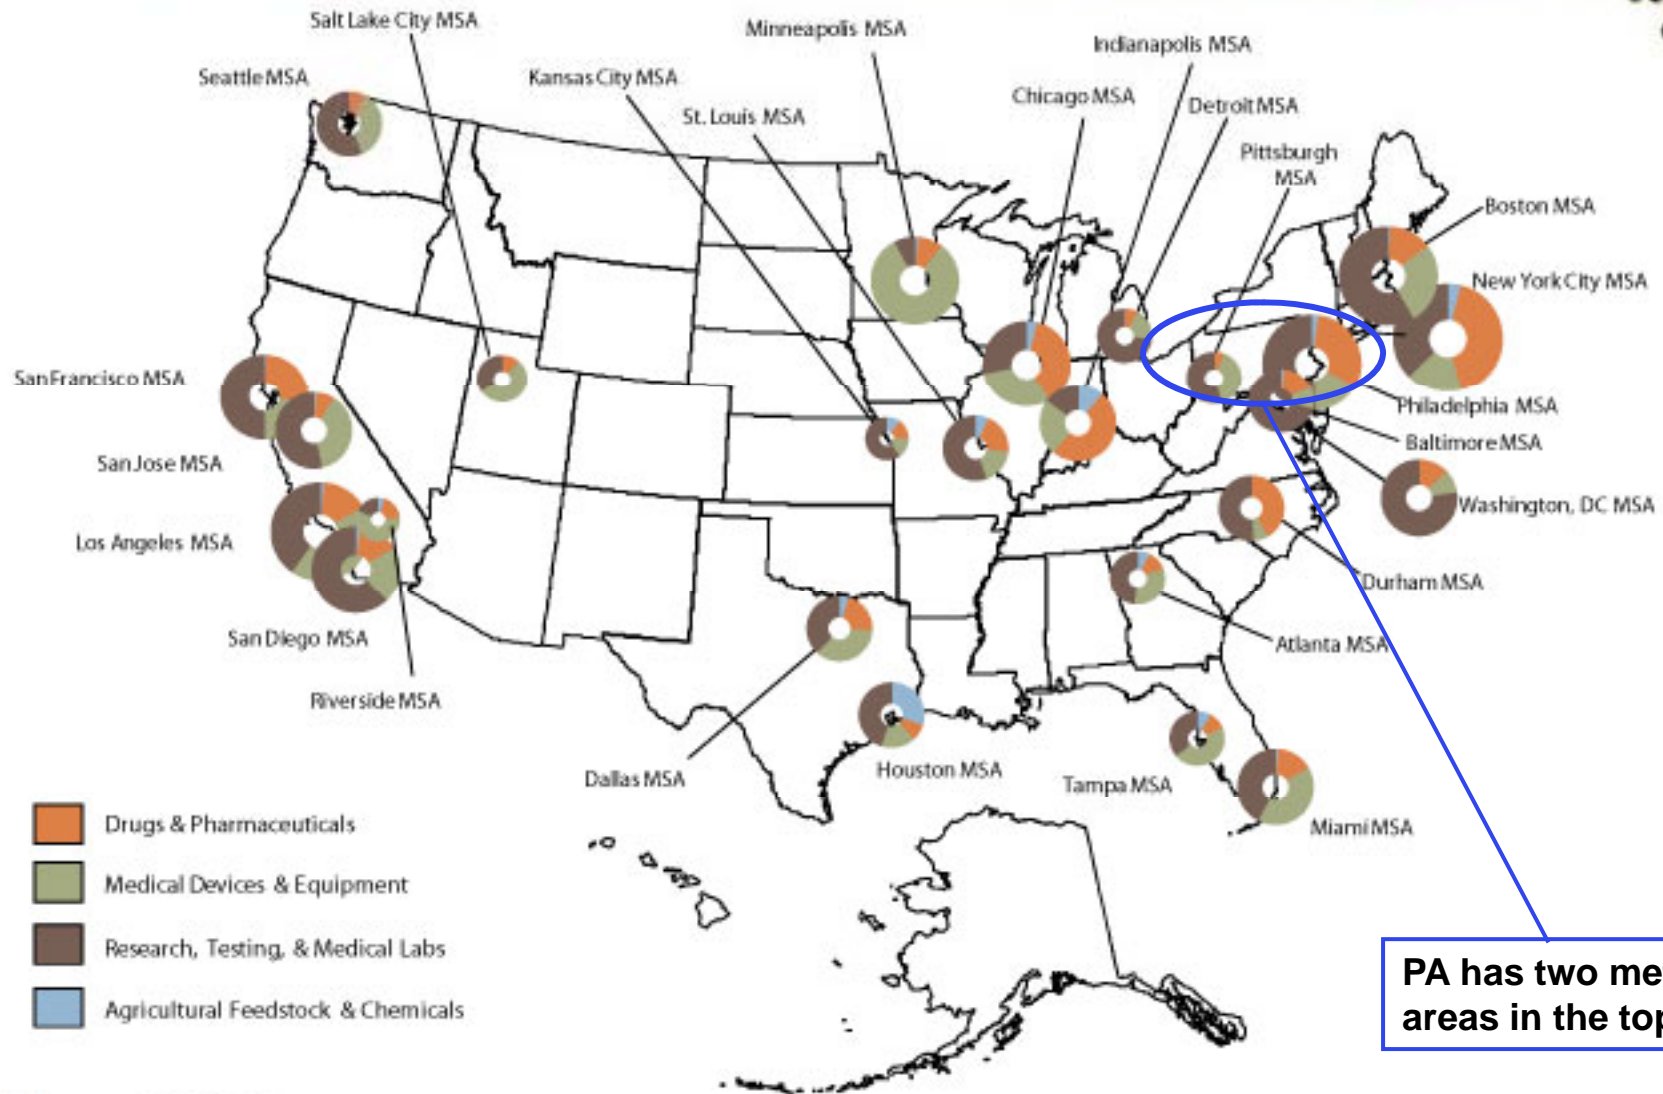 Salt Lake City MSA
Minneapolis MSA
Indianapolis MSA
Seattle MSA
Kansas City MSA
Chicago MSA
Detroit MSA
St. Louis MSA
Pittsburgh
MSA
Boston MSA
New York City MSA
San Francisco MSA
Philadelphia MSA
Baltimore MSA
San Jose MSA
Washington, DC MSA
Los Angeles MSA
Durham MSA
San Diego MSA
Atlanta MSA
Riverside MSA
Dallas MSA
Houston MSA
Tampa MSA
Miami MSA
Drugs & Pharmaceuticals
Medical Devices & Equipment
Research, Testing, & Medical Labs
Agricultural Feedstock & Chemicals
PA has two me
areas in the top